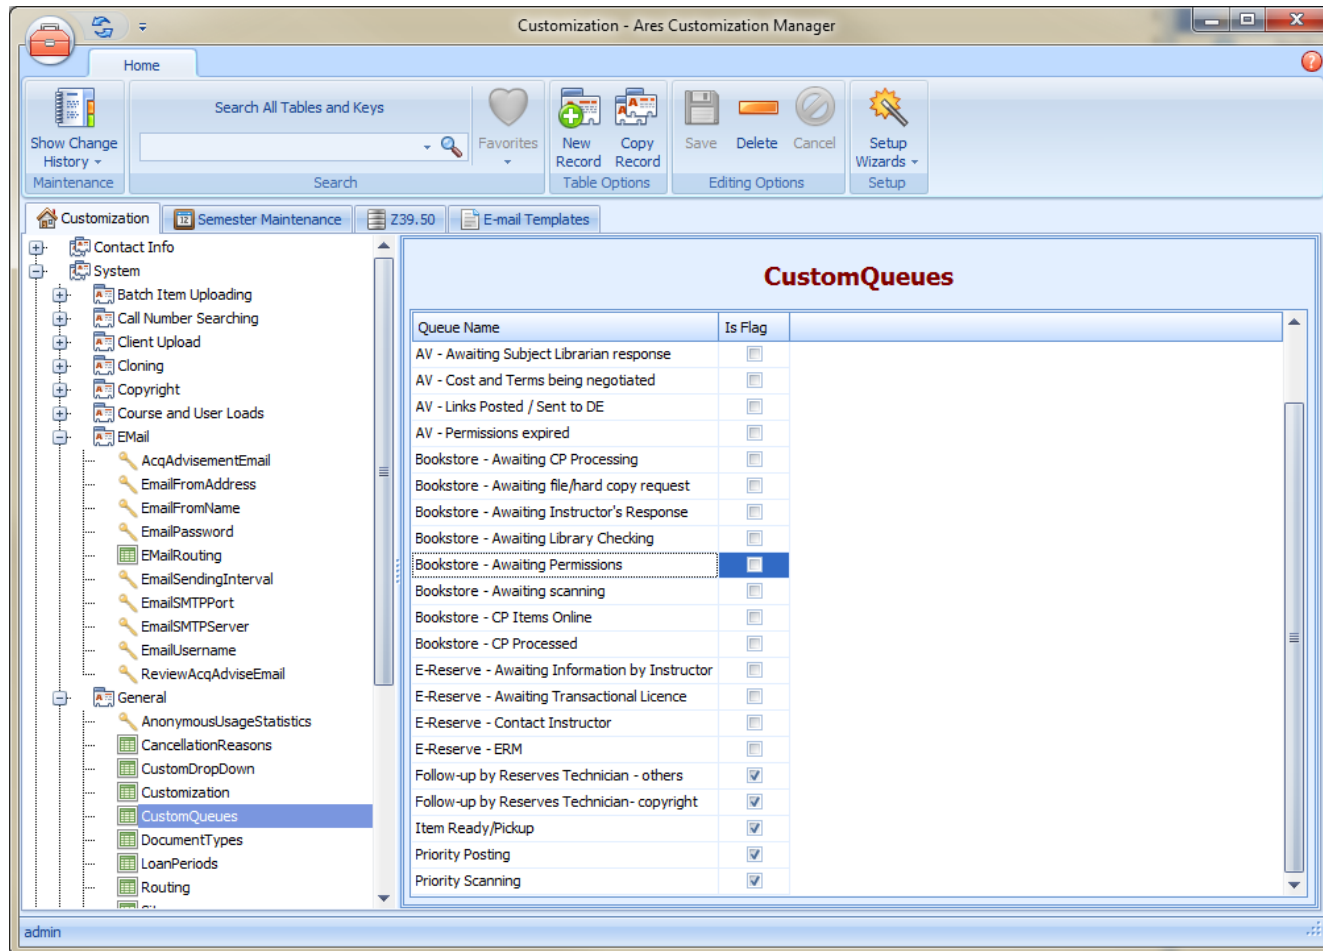 Customization - Ares Customization Manager
Home
Search All Tables and Keys
Show Change
History
Favorites
New
Record
Copy
Record
Save
Delete
Cancel
Setup
Wizards
Maintenance
Search
Table Options
Editing Options
Setup
Customization
12
Semester Maintenance
Z39.50
E-mail Templates
Contact Info
System
Batch Item Uploading
Call Number Searching
Client Upload
Cloning
Copyright
Course and User Loads
EMail
AcqAdvisementEmail
EmailFromAddress
EmailFromName
EmailPassword
EMailRouting
EmailSendingInterval
EmailSMTPPort
EmailSMTPServer
EmailUsername
ReviewAcqAdviseEmail
General
AnonymousUsageStatistics
CancellationReasons
CustomDropDown
Customization
CustomQueues
DocumentTypes
LoanPeriods
Routing
CustomQueues
Queue Name
Is Flag
AV - Awaiting Subject Librarian response
AV - Cost and Terms being negotiated
AV - Links Posted / Sent to DE
AV - Permissions expired
Bookstore - Awaiting CP Processing
Bookstore - Awaiting file/hard copy request
Bookstore - Awaiting Instructor's Response
Bookstore - Awaiting Library Checking
Bookstore - Awaiting Permissions
Bookstore - Awaiting scanning
Bookstore - CP Items Online
Bookstore - CP Processed
E-Reserve - Awaiting Information by Instructor
E-Reserve - Awaiting Transactional Licence
E-Reserve - Contact Instructor
E-Reserve - ERM
Follow-up by Reserves Technician - others
Follow-up by Reserves Technician- copyright
Item Ready/Pickup
Priority Posting
Priority Scanning
admin